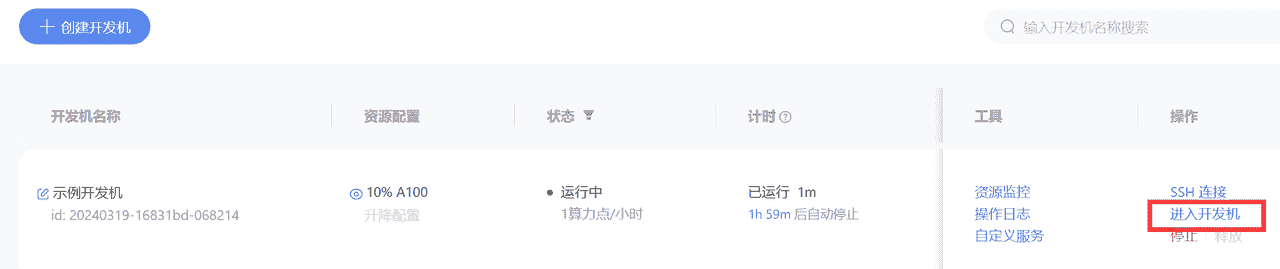 创建开发机
输入开发机名称搜索
开发机名称 资源配置 状态 计时 工具 操作
示例开发机 10% A100 运行中 已运行 1m 资源监控 SSH 连接
id: 20240319-16831bd-068214 升降配置 1算力点/小时 1h 59m 后自动停止 操作日志 进入开发机
自定义服务 停止 释放